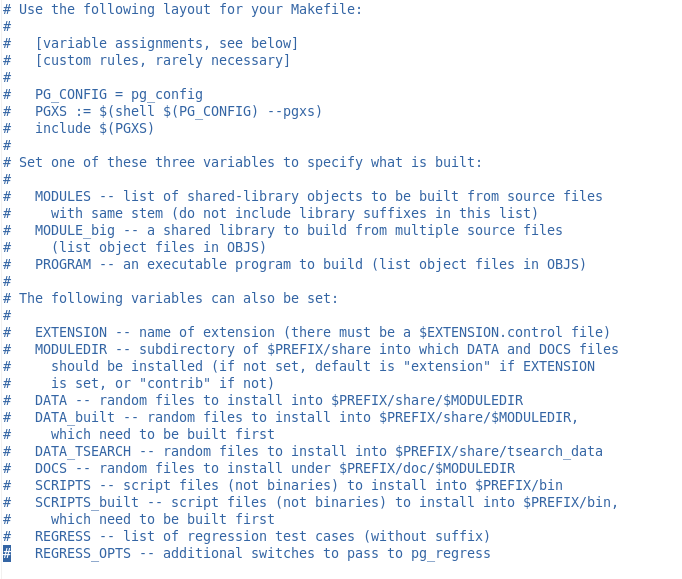 # Use the following layout for your Makefile:
#
#   [variable assignments, see below]
#   [custom rules, rarely necessary]
#
#   PG_CONFIG = pg_config
#   PGXS := $(shell $(PG_CONFIG) --pgxs)
#   include $(PGXS)
#
# Set one of these three variables to specify what is built:
#
#   MODULES -- list of shared-library objects to be built from source files
#     with same stem (do not include library suffixes in this list)
#   MODULE_big -- a shared library to build from multiple source files
#     (list object files in OBJS)
#   PROGRAM -- an executable program to build (list object files in OBJS)
#
# The following variables can also be set:
#
#   EXTENSION -- name of extension (there must be a $EXTENSION.control file)
#   MODULEDIR -- subdirectory of $PREFIX/share into which DATA and DOCS files
#     should be installed (if not set, default is "extension" if EXTENSION
#     is set, or "contrib" if not)
#   DATA -- random files to install into $PREFIX/share/$MODULEDIR
#   DATA_built -- random files to install into $PREFIX/share/$MODULEDIR,
#     which need to be built first
#   DATA_TSEARCH -- random files to install into $PREFIX/share/tsearch_data
#   DOCS -- random files to install under $PREFIX/doc/$MODULEDIR
#   SCRIPTS -- script files (not binaries) to install into $PREFIX/bin
#   SCRIPTS_built -- script files (not binaries) to install into $PREFIX/bin,
#     which need to be built first
#   REGRESS -- list of regression test cases (without suffix)
#   REGRESS_OPTS -- additional switches to pass to pg_regress